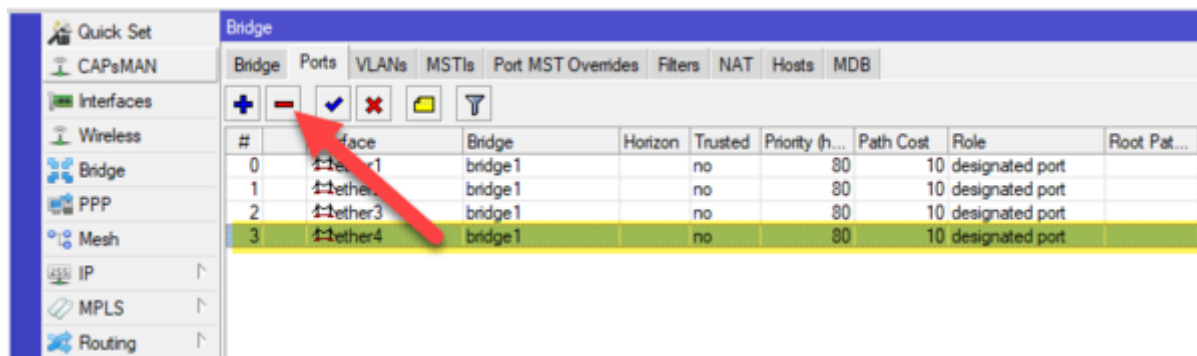 Quick Set
CAPsMAN
Interfaces
Wireless
Bridge
PPP
Mesh
IP
MPLS
Routing
Bridge
Bridge Ports VLANs MSTIs Port MST Overrides Filters NAT Hosts MDB
# face Bridge Horizon Trusted Priority (h... Path Cost Role Root Pat...
0 ether1 bridge1 no 80 10 designated port
1 bridge1 no 80 10 designated port
2 ether3 bridge1 no 80 10 designated port
3 ether4 bridge1 no 80 10 designated port